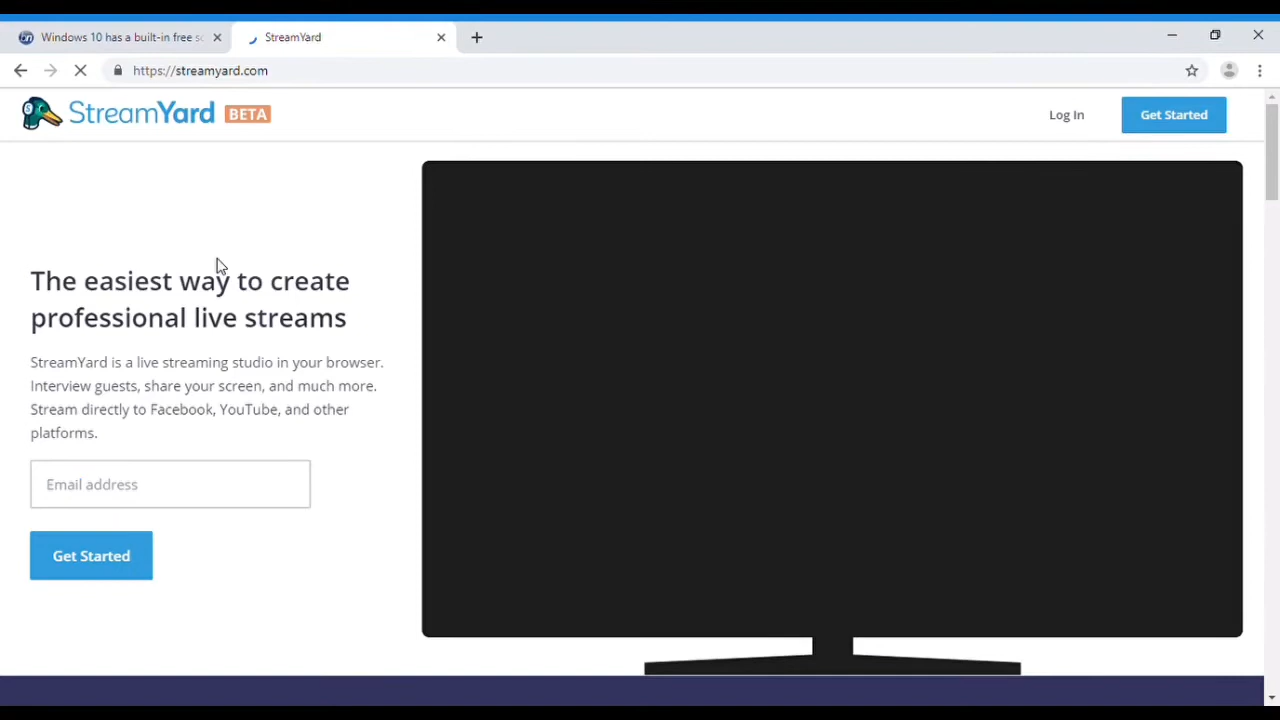 Windows 10 has a built-in free sc
StreamYard
https://streamyard.com
StreamYard BETA
Log In
Get Started
The easiest way to create
professional live streams
StreamYard is a live streaming studio in your browser.
Interview guests, share your screen, and much more.
Stream directly to Facebook, YouTube, and other
platforms.
Email address
Get Started